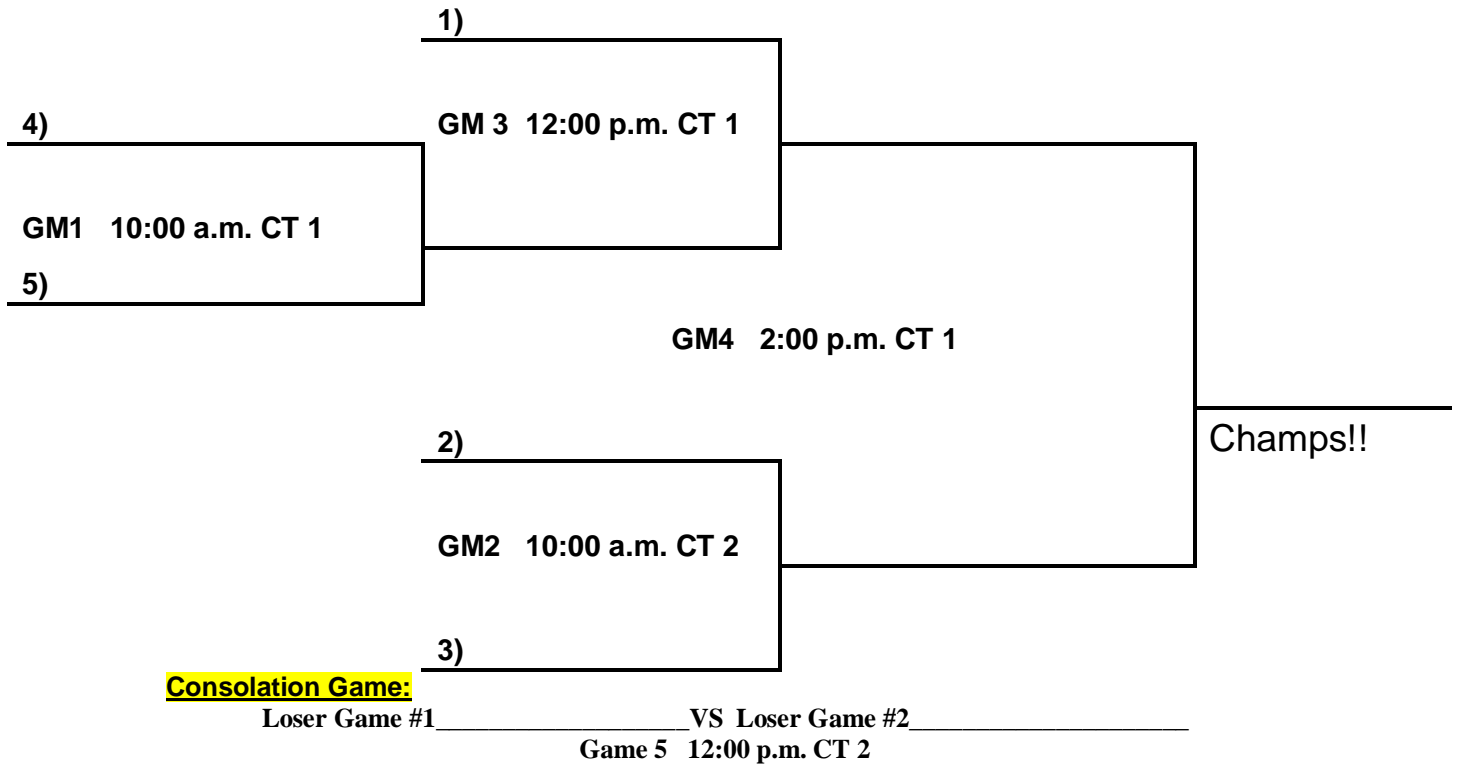 1)
4)
GM 3 12:00 p.m. CT 1
GM1 10:00 a.m. CT 1
5)
GM4 2:00 p.m. CT 1
2)
Champs!!
GM2 10:00 a.m. CT 2
3)
Consolation Game:
Loser Game #1___________________VS Loser Game #2_____________________
Game 5 12:00 p.m. CT 2